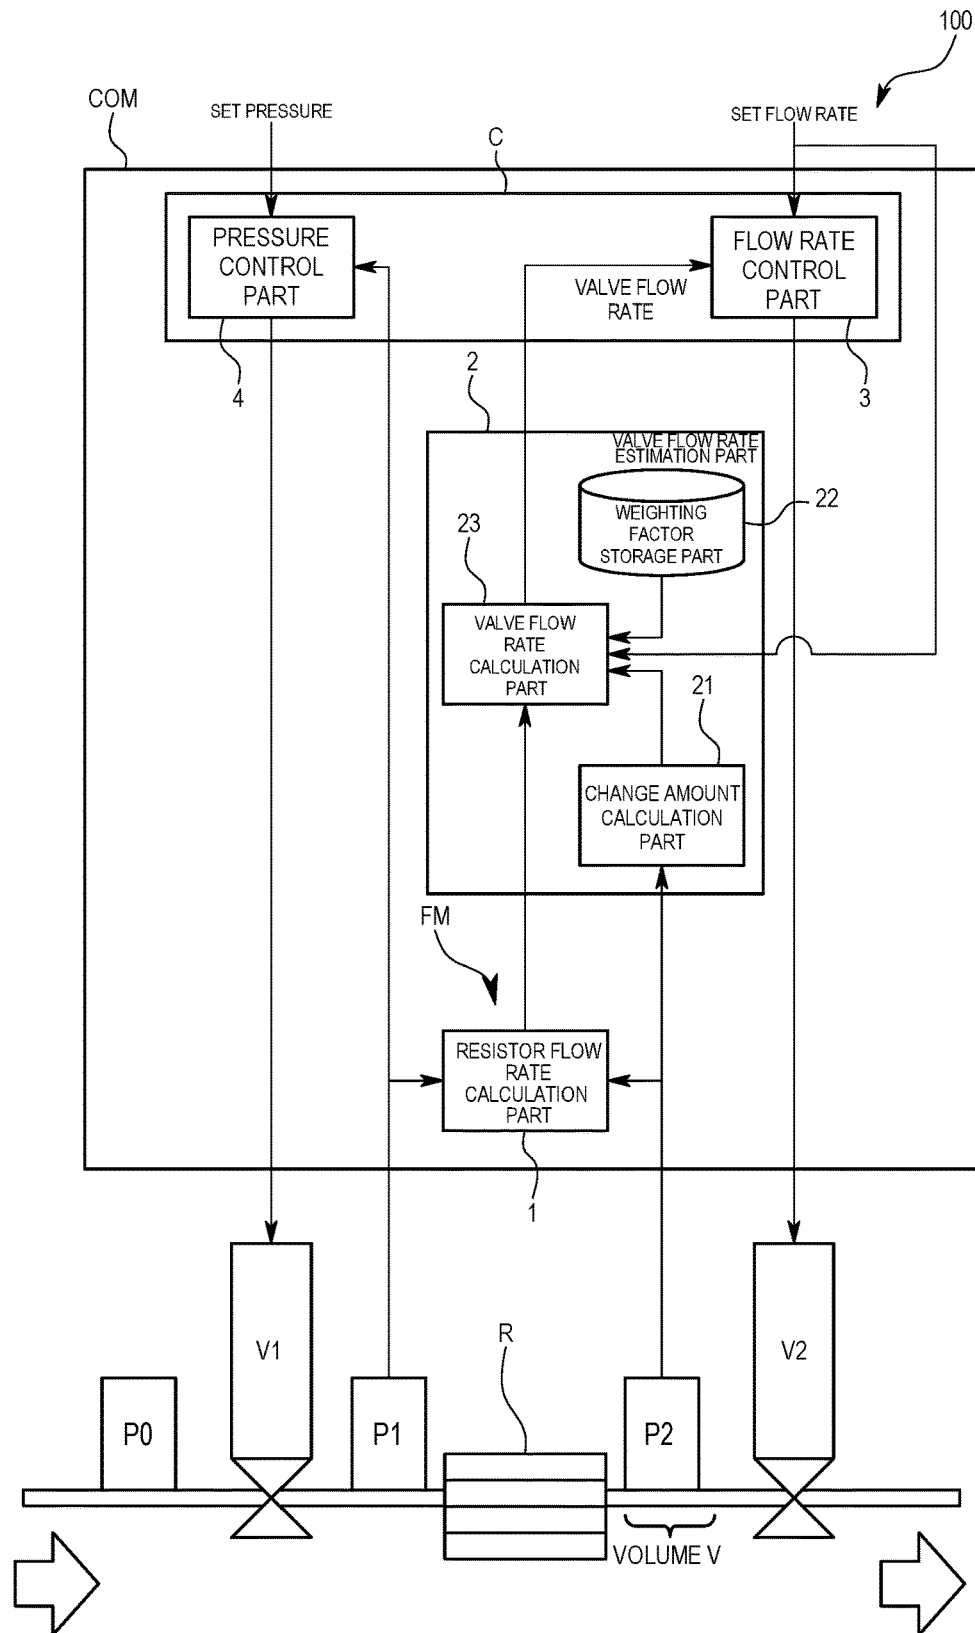 100
COM
SET PRESSURE
SET FLOW RATE
C
PRESSURE
CONTROL
PART
FLOW RATE
CONTROL
PART
VALVE FLOW
RATE
4
2
3
VALVE FLOW RATE
ESTIMATION PART
23
WEIGHTING
FACTOR
STORAGE PART
22
VALVE FLOW
RATE
CALCULATION
PART
21
CHANGE AMOUNT
CALCULATION
PART
FM
RESISTOR FLOW
RATE
CALCULATION
PART
1
V1
R
V2
P0
P1
P2
VOLUME V